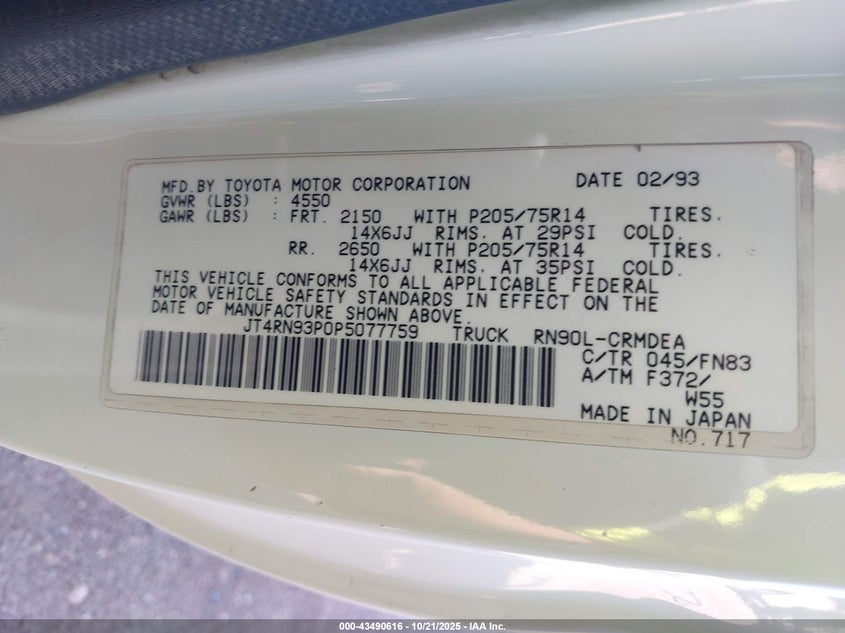 MFD. BY TOYOTA MOTOR CORPORATION DATE 02/93
GVWR (LBS) : 4550
GAWR (LBS) : FRT. 2150 WITH P205/75R14 TIRES.
14X6JJ RIMS. AT 29PSI COLD.
RR. 2650 WITH P205/75R14 TIRES.
14X6JJ RIMS. AT 35PSI COLD.
THIS VEHICLE CONFORMS TO ALL APPLICABLE FEDERAL
MOTOR VEHICLE SAFETY STANDARDS IN EFFECT ON THE
DATE OF MANUFACTURE SHOWN ABOVE.
JT4RN93P0P5077759 TRUCK RN90L-CRMDEA
C/TR 045/FN83
A/TM F372/
W55
MADE IN JAPAN
NO.717
000-43490616 - 10/21/2025 - IAA Inc.